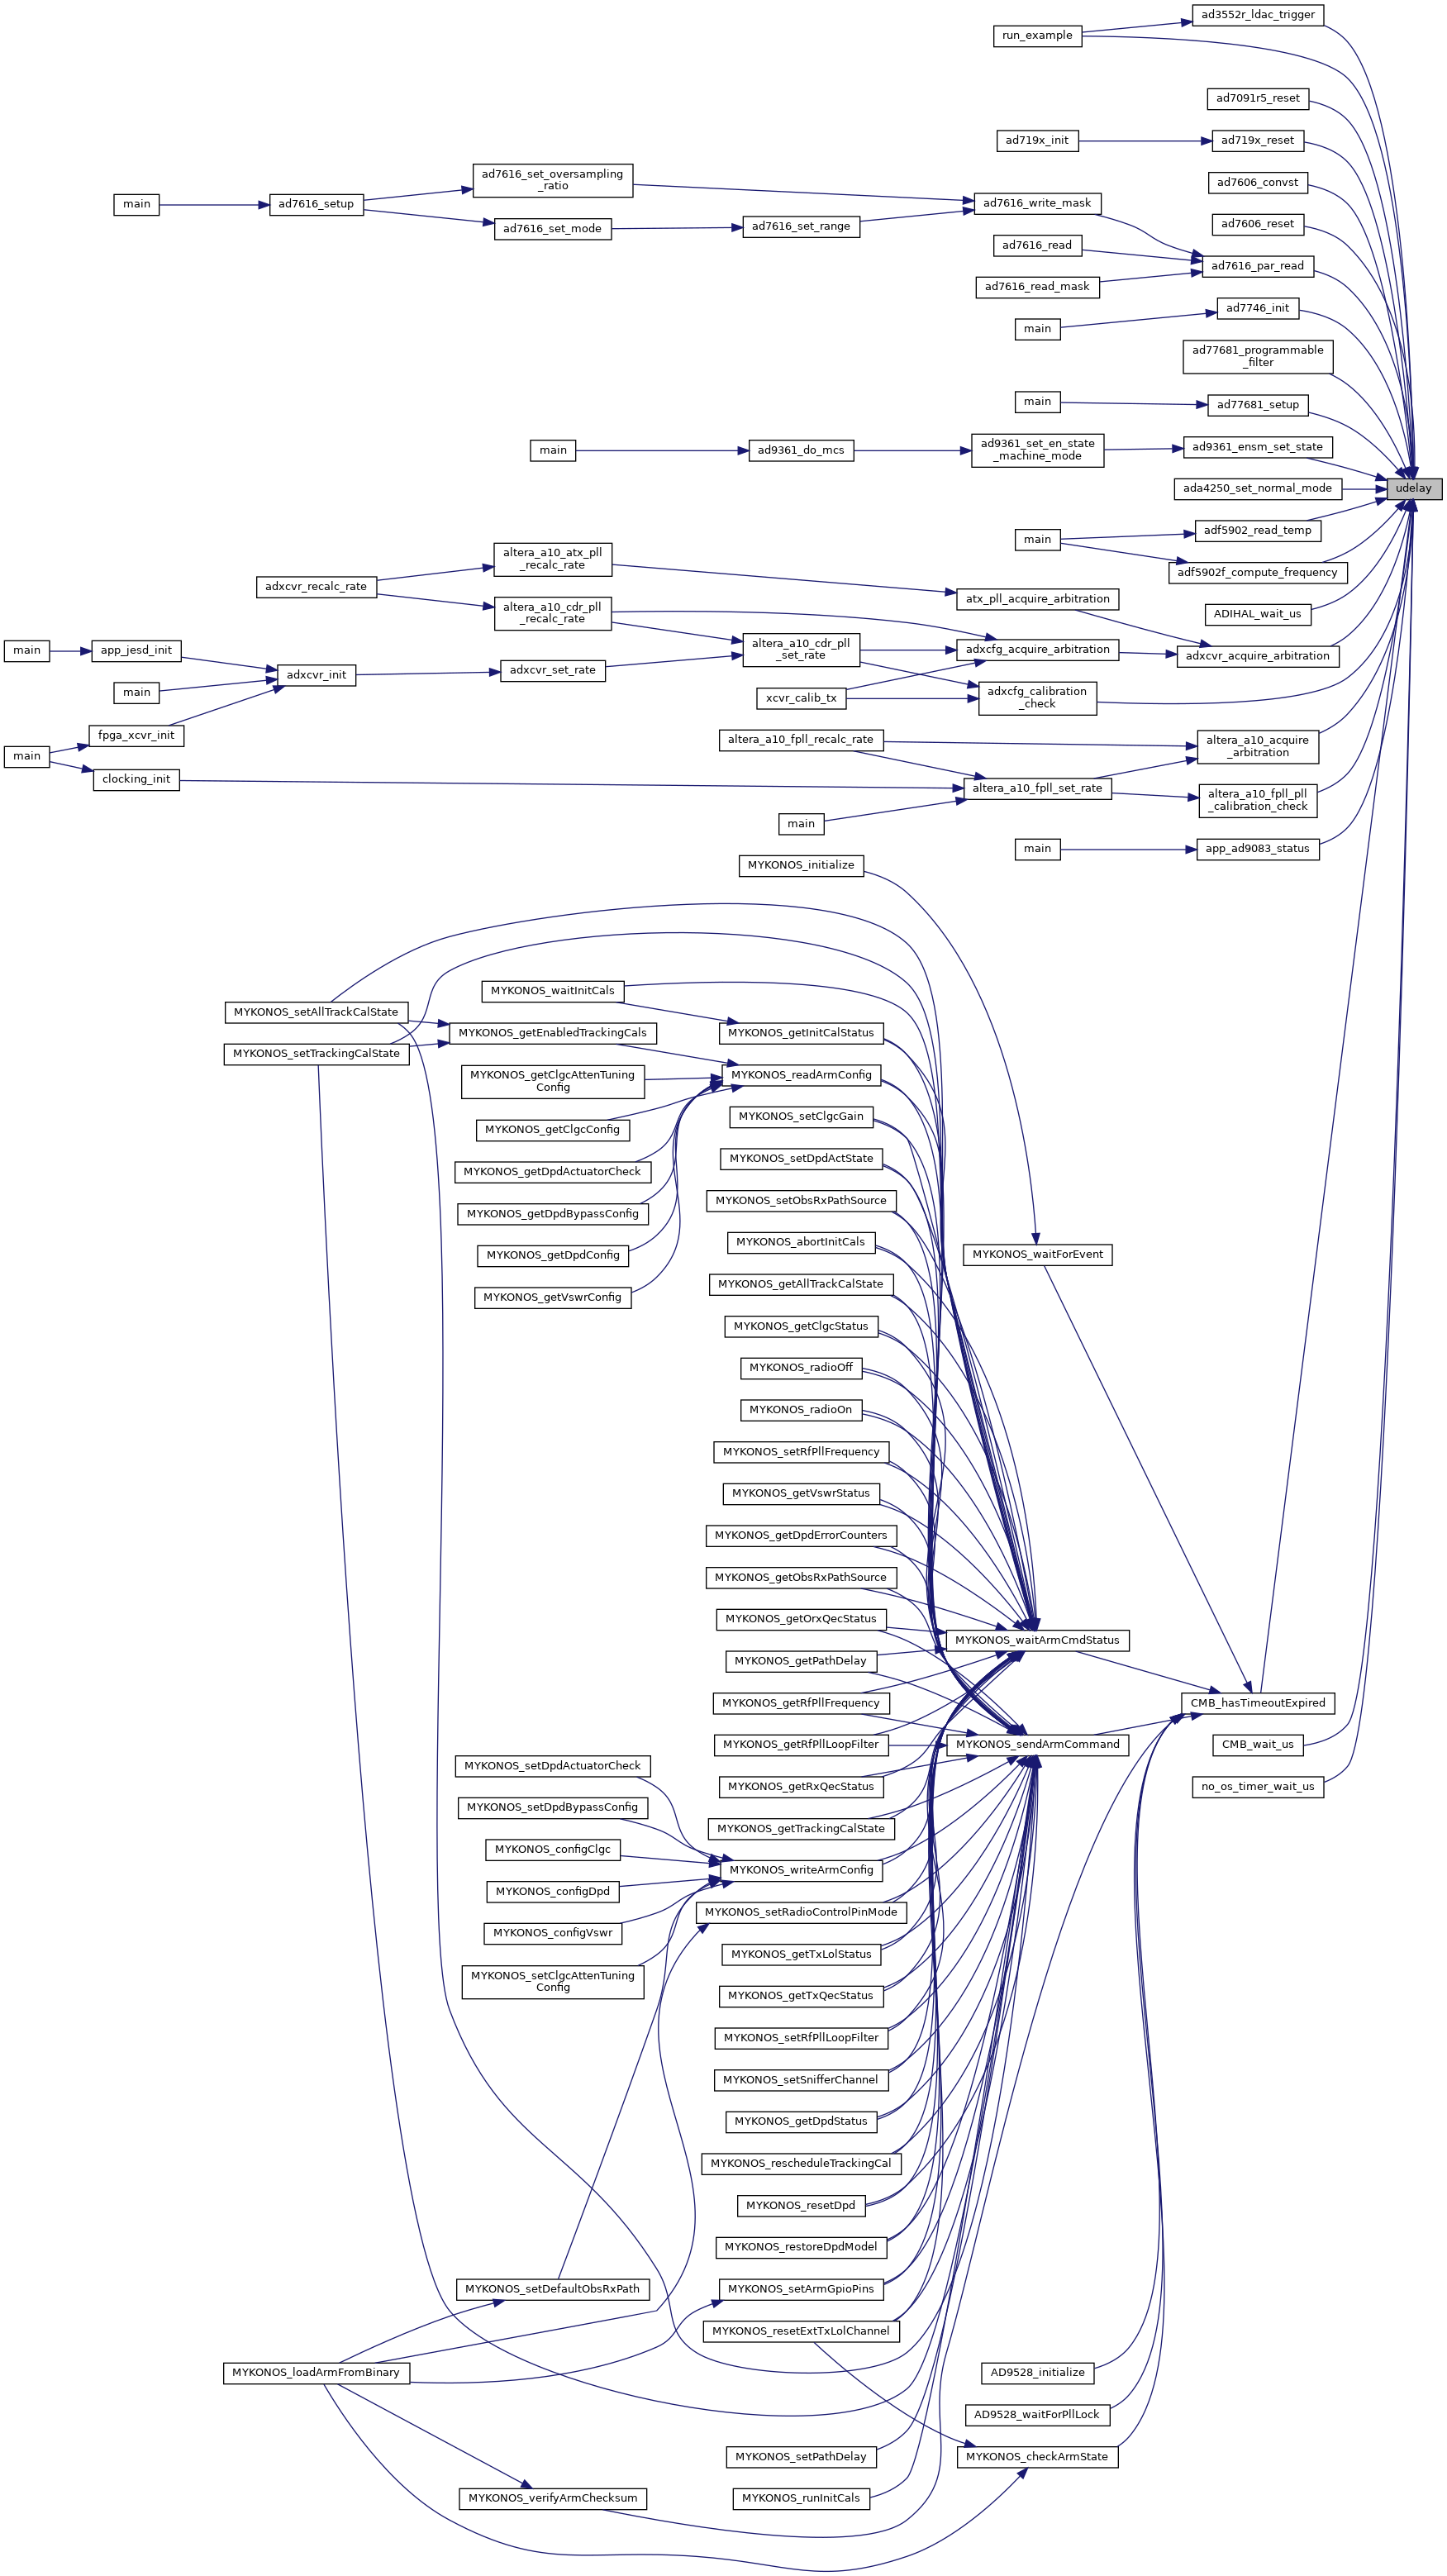 ad3552r_ldac_trigger
run_example
ad7091r5_reset
ad719x_init
ad719x_reset
ad7616_set_oversampling
_ratio
ad7606_convst
main
ad7616_setup
ad7616_write_mask
ad7616_set_mode
ad7616_set_range
ad7606_reset
ad7616_read
ad7616_par_read
ad7616_read_mask
ad7746_init
main
ad77681_programmable
_filter
main
ad77681_setup
main
ad9361_do_mcs
ad9361_set_en_state
_machine_mode
ad9361_ensm_set_state
ada4250_set_normal_mode
udelay
main
adf5902_read_temp
altera_a10_atx_pll
_recalc_rate
adf5902f_compute_frequency
adxcvr_recalc_rate
atx_pll_acquire_arbitration
altera_a10_cdr_pll
_recalc_rate
ADIHAL_wait_us
main
app_jesd_init
altera_a10_cdr_pll
_set_rate
adxcfg_acquire_arbitration
adxcvr_acquire_arbitration
adxcvr_init
adxcvr_set_rate
main
xcvr_calib_tx
adxcfg_calibration
_check
fpga_xcvr_init
altera_a10_fpll_recalc_rate
altera_a10_acquire
_arbitration
main
clocking_init
altera_a10_fpll_set_rate
altera_a10_fpll_pll
_calibration_check
main
main
app_ad9083_status
MYKONOS_initialize
MYKONOS_waitInitCals
MYKONOS_setAllTrackCalState
MYKONOS_getEnabledTrackingCals
MYKONOS_getInitCalStatus
MYKONOS_setTrackingCalState
MYKONOS_getClgcAttenTuning
Config
MYKONOS_readArmConfig
MYKONOS_getClgcConfig
MYKONOS_setClgcGain
MYKONOS_getDpdActuatorCheck
MYKONOS_setDpdActState
MYKONOS_getDpdBypassConfig
MYKONOS_setObsRxPathSource
MYKONOS_getDpdConfig
MYKONOS_abortInitCals
MYKONOS_waitForEvent
MYKONOS_getVswrConfig
MYKONOS_getAllTrackCalState
MYKONOS_getClgcStatus
MYKONOS_radioOff
MYKONOS_radioOn
MYKONOS_setRfPllFrequency
MYKONOS_getVswrStatus
MYKONOS_getDpdErrorCounters
MYKONOS_getObsRxPathSource
MYKONOS_getOrxQecStatus
MYKONOS_waitArmCmdStatus
MYKONOS_getPathDelay
MYKONOS_getRfPllFrequency
CMB_hasTimeoutExpired
MYKONOS_getRfPllLoopFilter
MYKONOS_sendArmCommand
CMB_wait_us
MYKONOS_setDpdActuatorCheck
MYKONOS_getRxQecStatus
no_os_timer_wait_us
MYKONOS_setDpdBypassConfig
MYKONOS_getTrackingCalState
MYKONOS_configClgc
MYKONOS_writeArmConfig
MYKONOS_configDpd
MYKONOS_setRadioControlPinMode
MYKONOS_configVswr
MYKONOS_getTxLolStatus
MYKONOS_setClgcAttenTuning
Config
MYKONOS_getTxQecStatus
MYKONOS_setRfPllLoopFilter
MYKONOS_setSnifferChannel
MYKONOS_getDpdStatus
MYKONOS_rescheduleTrackingCal
MYKONOS_resetDpd
MYKONOS_restoreDpdModel
MYKONOS_setDefaultObsRxPath
MYKONOS_setArmGpioPins
MYKONOS_resetExtTxLolChannel
MYKONOS_loadArmFromBinary
AD9528_initialize
AD9528_waitForPllLock
MYKONOS_setPathDelay
MYKONOS_checkArmState
MYKONOS_verifyArmChecksum
MYKONOS_runInitCals